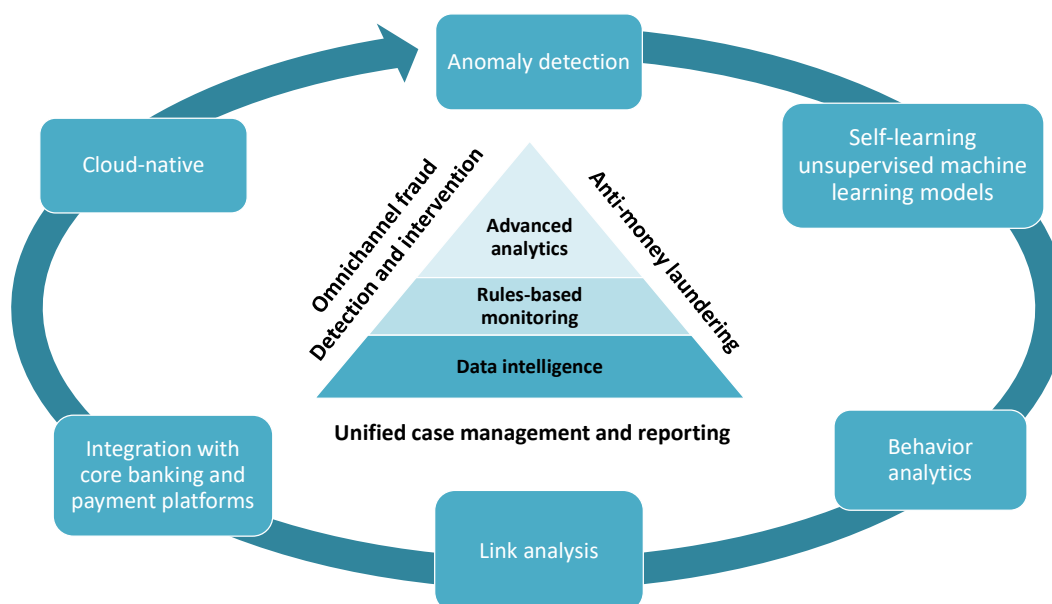 Anomaly detection
Self-learning
unsupervised machine
learning models
Behavior
analytics
Link analysis
Integration with
core banking and
payment platforms
Cloud-native
Omnichannel fraud
Detection and intervention
Anti-money laundering
Advanced
analytics
Rules-based
monitoring
Data intelligence
Unified case management and reporting